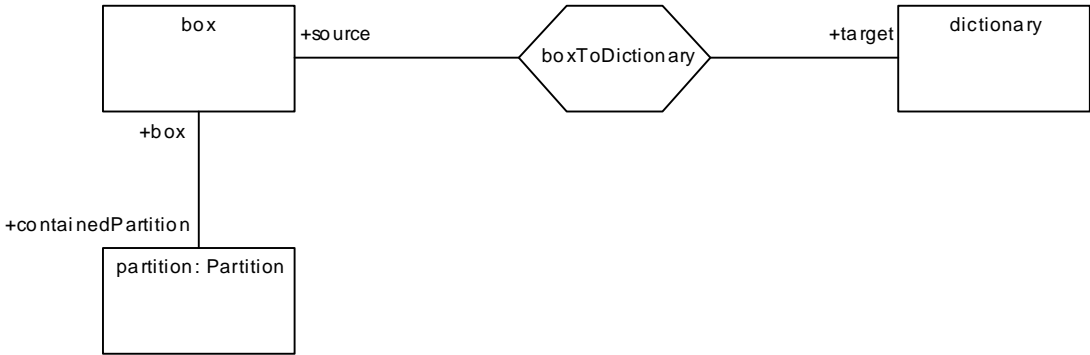 box
+source
boxToDictionary
+target
dictionary
+box
+containedPartition
partition: Partition